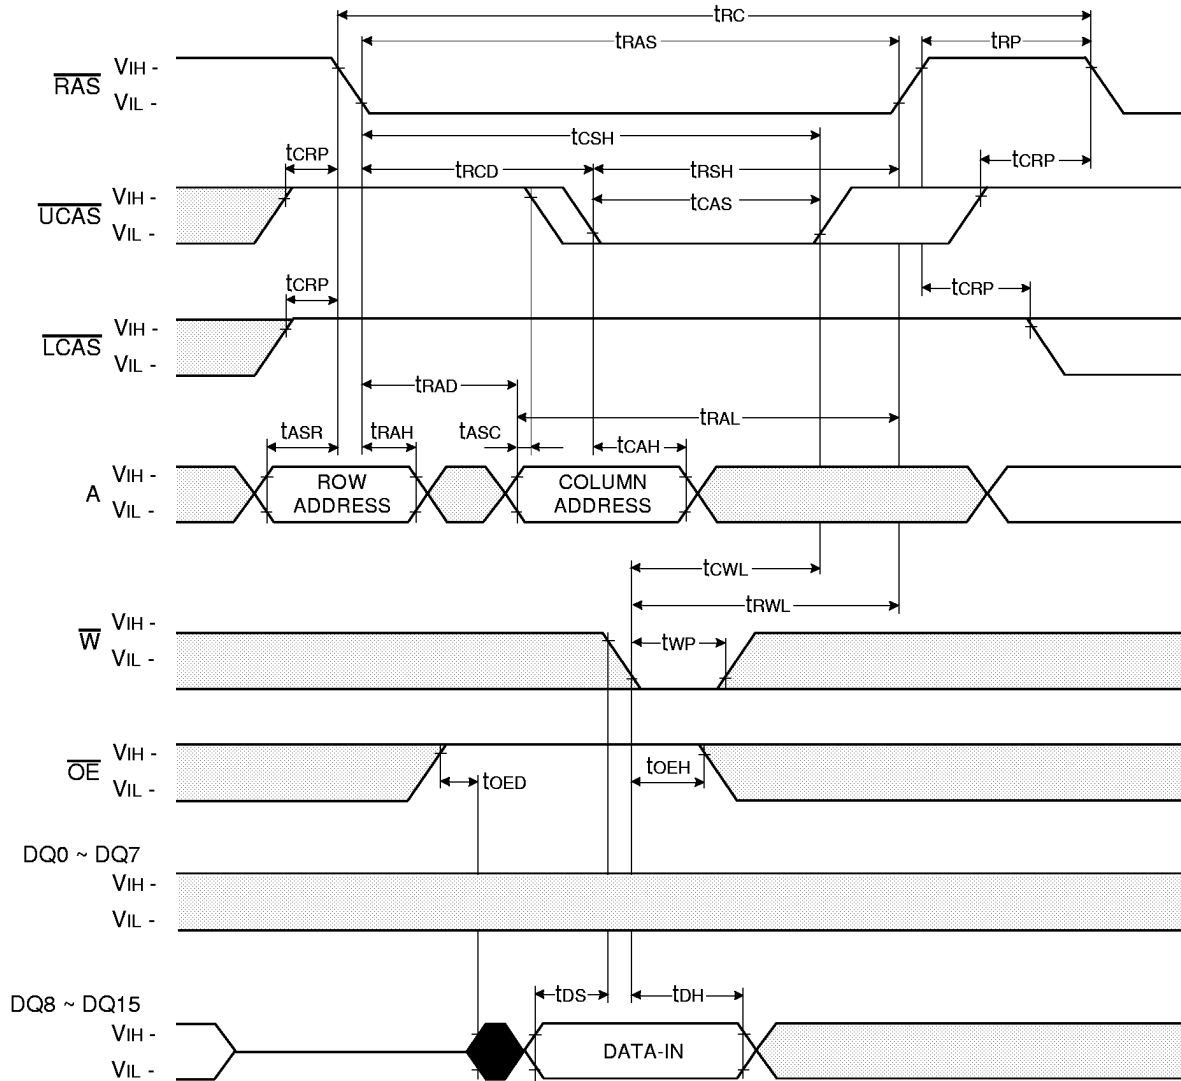 tRC
tRAS
tRP
RAS
VIH -
VIL -
tCSH
tCRP
tRCD
tRSH
tCRP
UCAS
VIH -
VIL -
tCAS
tCRP
tCRP
LCAS
VIH -
VIL -
tRAD
tRAL
tASR
tRAH
tASC
tCAH
A
VIH -
VIL -
ROW
ADDRESS
COLUMN
ADDRESS
tCWL
tRWL
W
VIH -
VIL -
tWP
OE
VIH -
VIL -
tOED
tOEH
DQ0 ~ DQ7
VIH -
VIL -
DQ8 ~ DQ15
tDS
tDH
VIH -
VIL -
DATA-IN